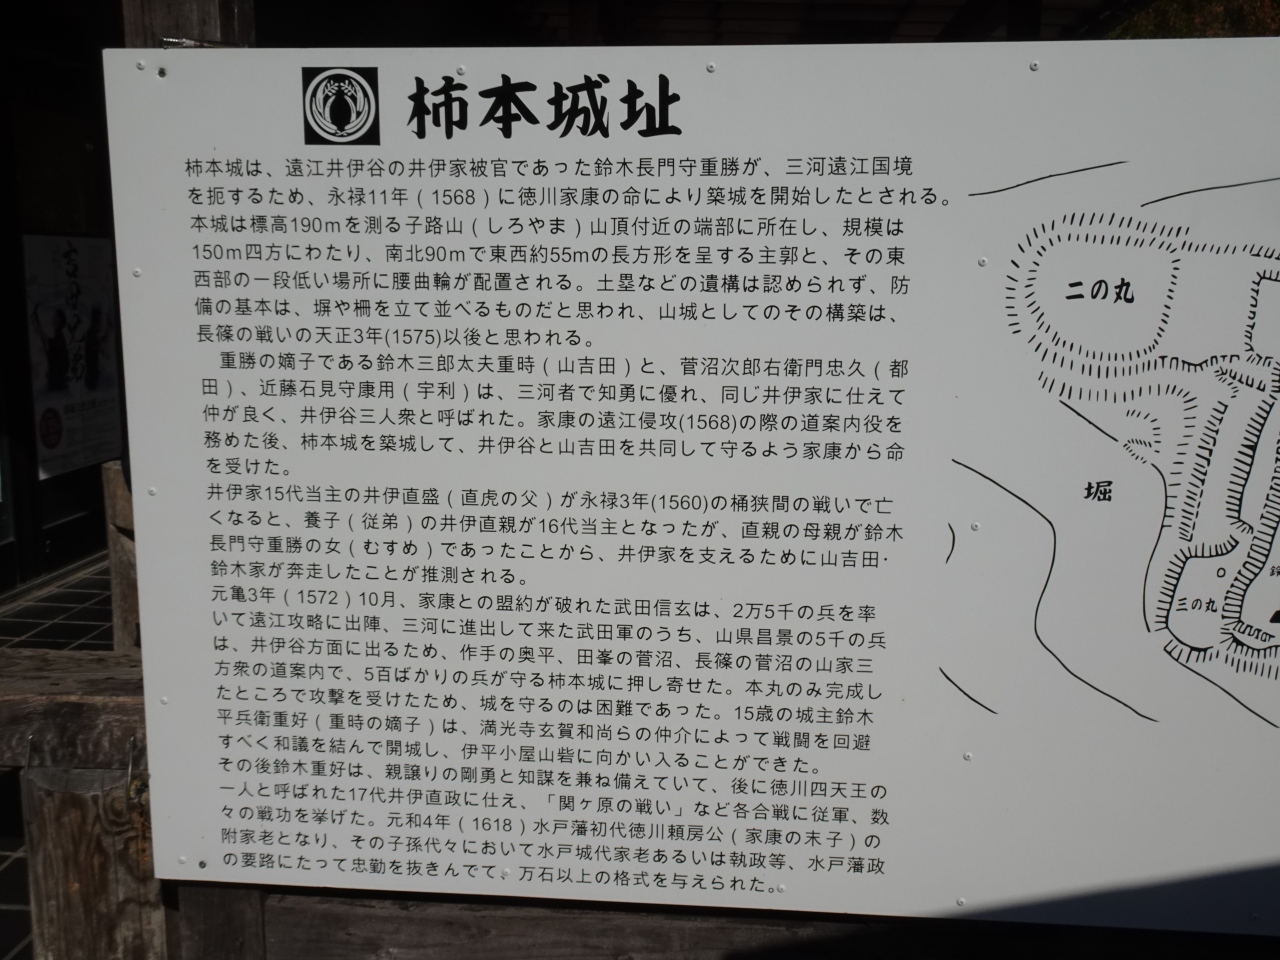 柿本城址
柿本城は、遠江井伊谷の井伊家被官であった鈴木長門守重勝が、三河遠江国境
を扼するため、永禄11年(1568)に徳川家康の命により築城を開始したとされる。
本城は標高190mを測る子路山(しろやま)山頂付近の端部に所在し、規模は
150m四方にわたり、南北90mで東西約55mの長方形を呈する主郭と、その東
西部の一段低い場所に腰曲輪が配置される。土塁などの遺構は認められず、防
備の基本は、塀や柵を立て並べるものだと思われ、山城としてのその構築は、
長篠の戦いの天正3年(1575)以後と思われる。
重勝の嫡子である鈴木三郎太夫重時(山吉田)と、菅沼次郎右衛門忠久(都
田)、近藤石見守康用(宇利)は、三河者で知勇に優れ、同じ井伊家に仕えて
仲が良く、井伊谷三人衆と呼ばれた。家康の遠江侵攻(1568)の際の道案内役を
務めた後、柿本城を築城して、井伊谷と山吉田を共同して守るよう家康から命
を受けた。
井伊家15代当主の井伊直盛(直虎の父)が永禄3年(1560)の桶狭間の戦いで亡
くなると、養子(従弟)の井伊直親が16代当主となったが、直親の母親が鈴木
長門守重勝の女(むすめ)であったことから、井伊家を支えるために山吉田・
鈴木家が奔走したことが推測される。
元亀3年(1572)10月、家康との盟約が破れた武田信玄は、2万5千の兵を率
いて遠江攻略に出陣、三河に進出して来た武田軍のうち、山県昌景の5千の兵
は、井伊谷方面に出るため、作手の奥平、田峯の菅沼、長篠の菅沼の山家三
方衆の道案内で、5百ばかりの兵が守る柿本城に押し寄せた。本丸のみ完成し
たところで攻撃を受けたため、城を守るのは困難であった。15歳の城主鈴木
平兵衛重好(重時の嫡子)は、満光寺玄賀和尚らの仲介によって戦闘を回避
すべく和議を結んで開城し、伊平小屋山砦に向かい入ることができた。
その後鈴木重好は、親譲りの剛勇と知謀を兼ね備えていて、後に徳川四天王の
一人と呼ばれた17代井伊直政に仕え、「関ヶ原の戦い」など各合戦に従軍、数
々の戦功を挙げた。元和4年(1618)水戸藩初代徳川頼房公(家康の末子)の
附家老となり、その子孫代々において水戸城代家老あるいは執政等、水戸藩政
の要路にたって忠勤を抜きんでて、万石以上の格式を与えられた。
二の丸
堀
三の丸